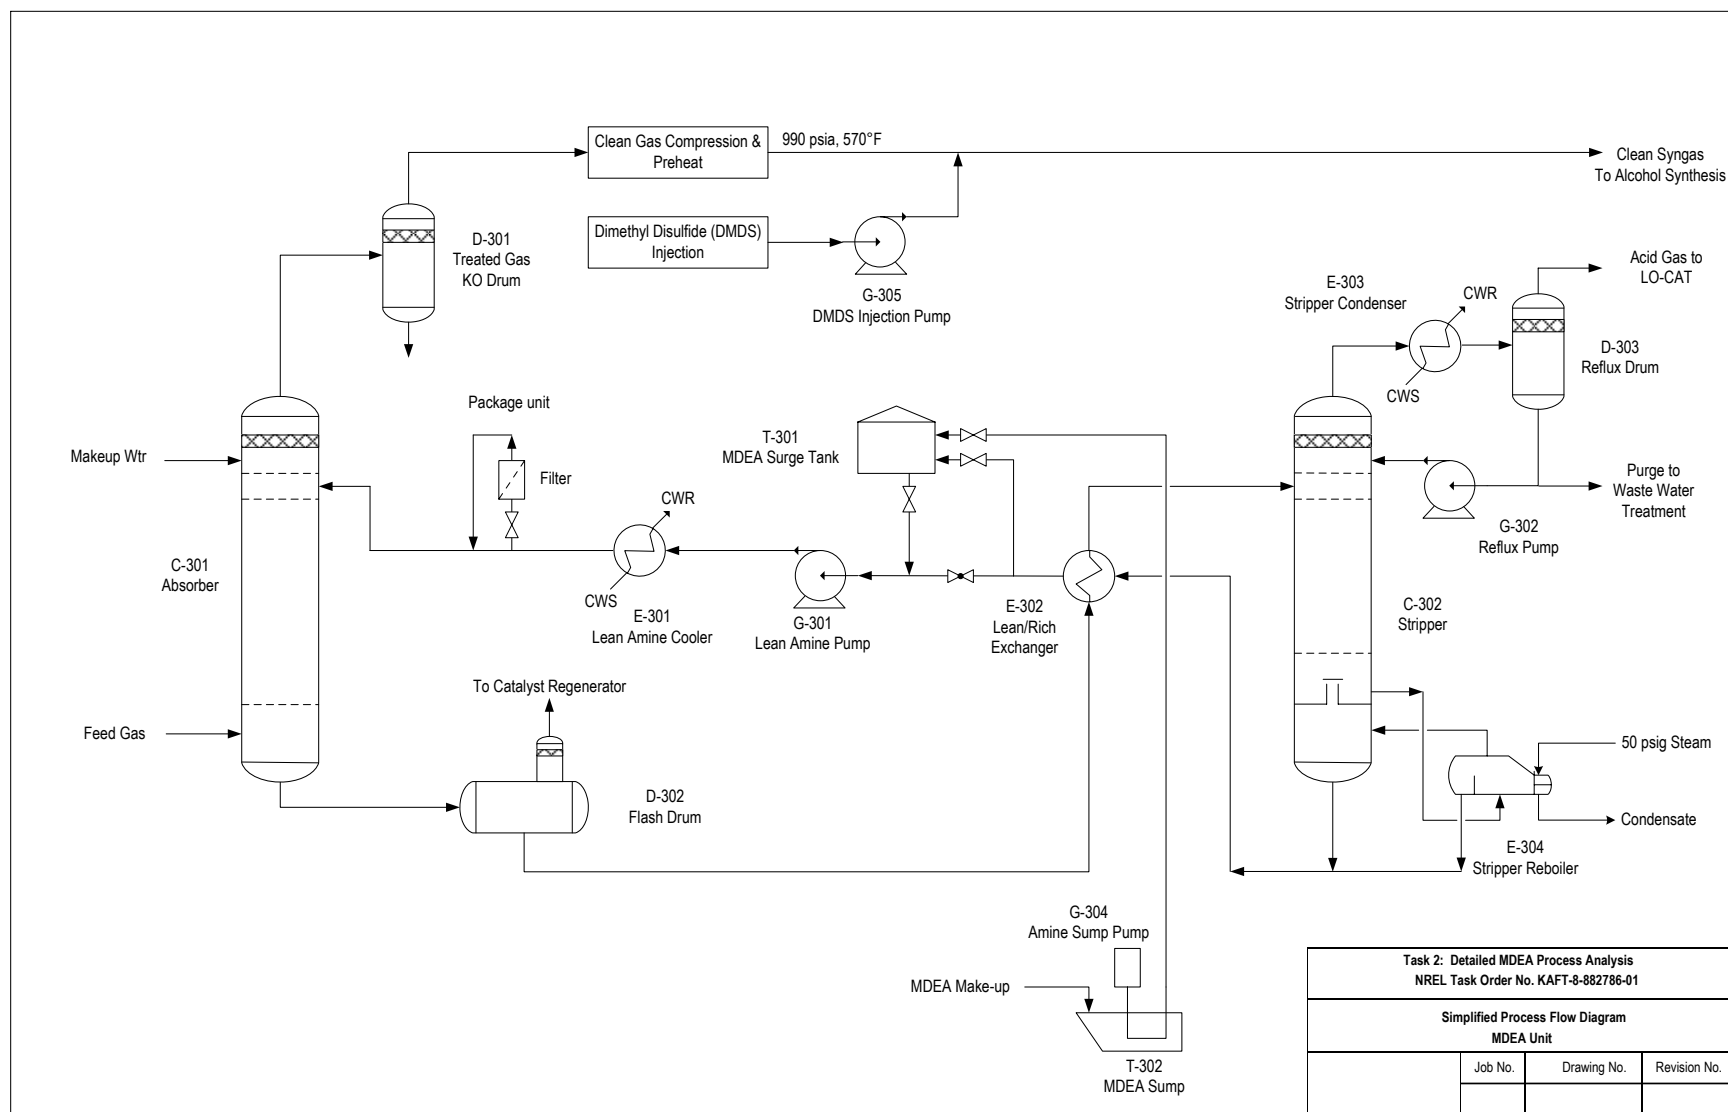 Clean Gas Compression &
Preheat
990 psia, 570°F
Clean Syngas
To Alcohol Synthesis
D-301
Treated Gas
KO Drum
Dimethyl Disulfide (DMDS)
Injection
G-305
DMDS Injection Pump
Acid Gas to
LO-CAT
E-303
Stripper Condenser
CWR
CWS
D-303
Reflux Drum
Package unit
Makeup Wtr
Filter
T-301
MDEA Surge Tank
Purge to
Waste Water
Treatment
G-302
Reflux Pump
CWR
CWS
C-301
Absorber
E-301
Lean Amine Cooler
G-301
Lean Amine Pump
E-302
Lean/Rich
Exchanger
C-302
Stripper
To Catalyst Regenerator
Feed Gas
50 psig Steam
D-302
Flash Drum
Condensate
E-304
Stripper Reboiler
G-304
Amine Sump Pump
MDEA Make-up
T-302
MDEA Sump
Task 2: Detailed MDEA Process Analysis
NREL Task Order No. KAFT-8-882786-01
Simplified Process Flow Diagram
MDEA Unit
Job No.
Drawing No.
Revision No.